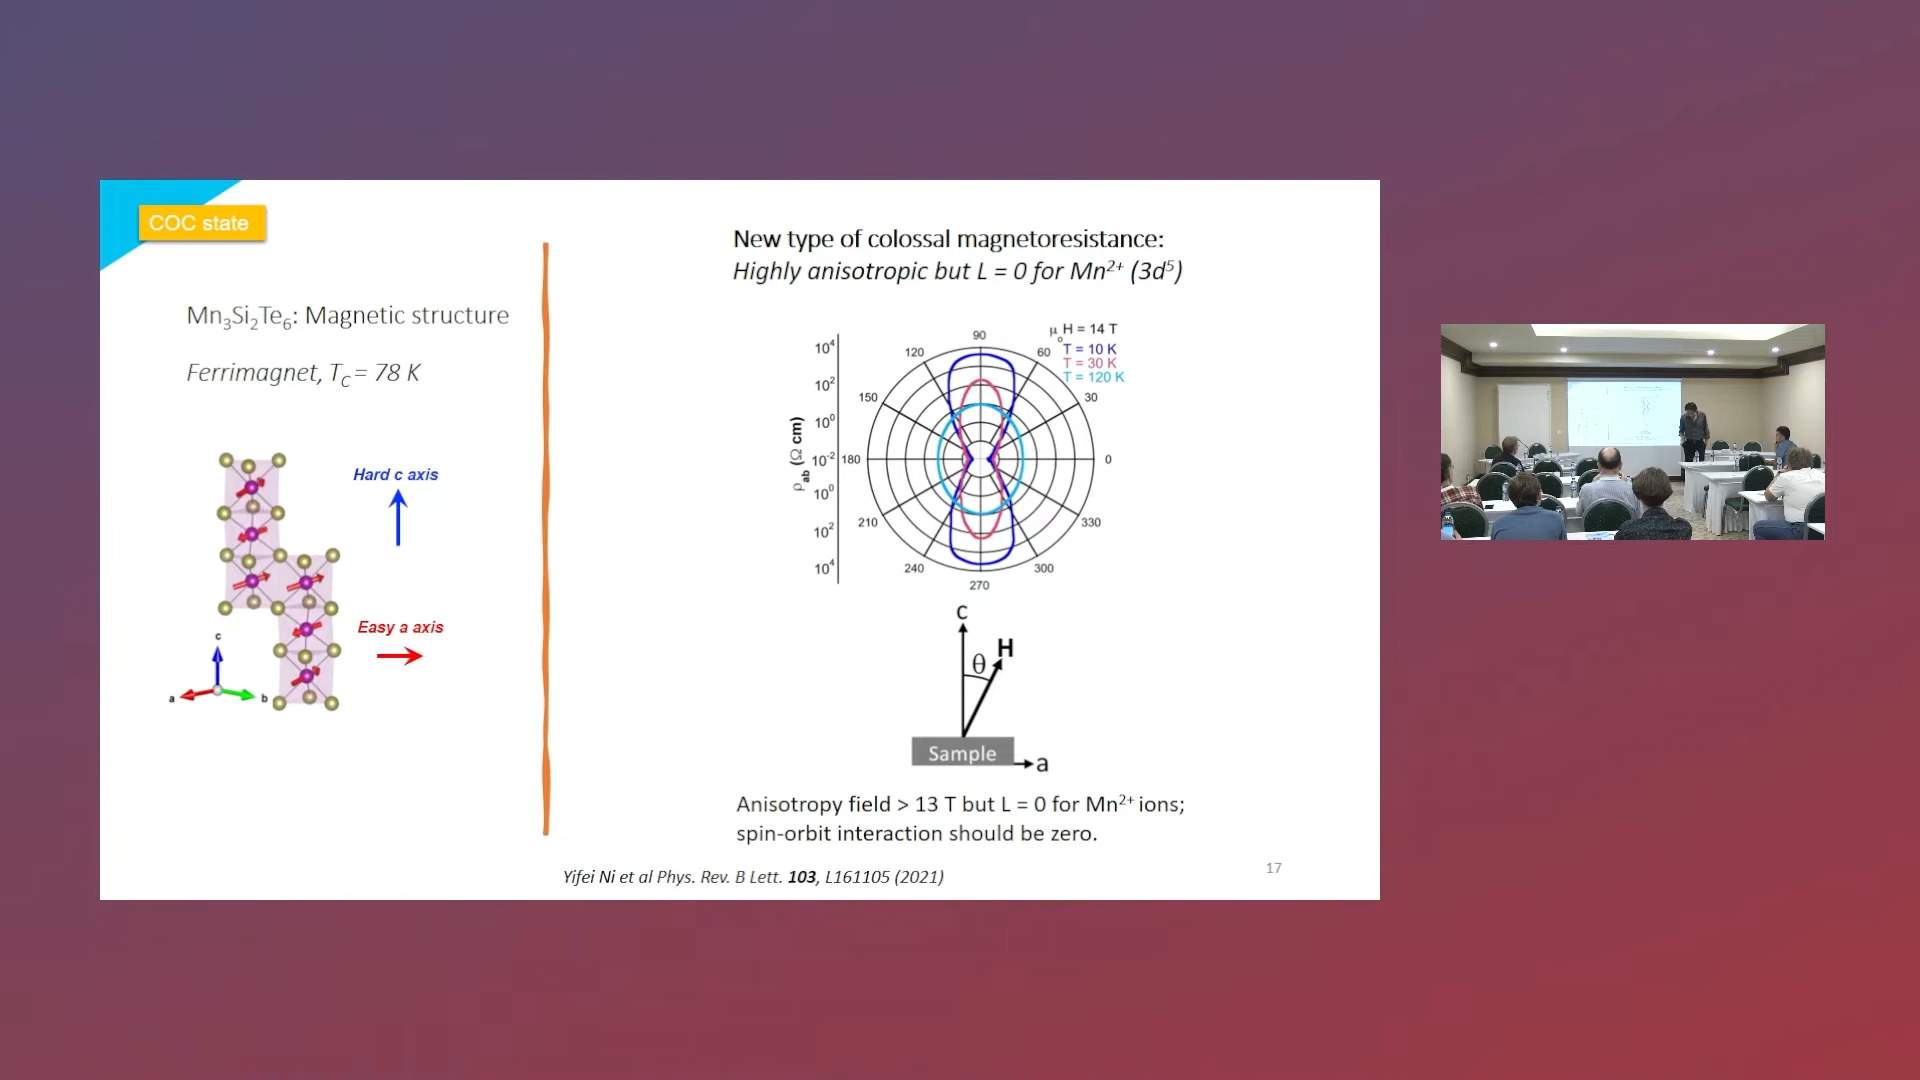 COC state
Mn₃Si₂Te₆: Magnetic structure
Ferrimagnet, T_C = 78 K
Hard c axis
Easy a axis
c
a
b
New type of colossal magnetoresistance:
Highly anisotropic but L = 0 for Mn²⁺ (3d⁵)
μ₀H = 14 T
T = 10 K
T = 30 K
T = 120 K
10⁴
10²
10⁰
10⁻²
10⁰
10²
10⁴
ρab (Ω cm)
90
120
60
150
30
180
0
210
330
240
300
270
c
θ
H
Sample
a
Anisotropy field > 13 T but L = 0 for Mn²⁺ ions;
spin-orbit interaction should be zero.
Yifei Ni et al Phys. Rev. B Lett. 103, L161105 (2021)
17